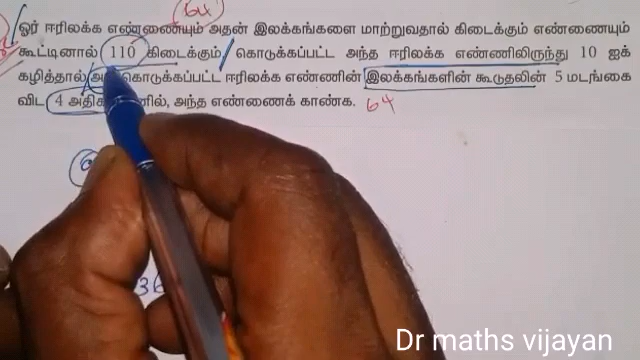 64
ஓர் ஈரிலக்க எண்ணையும் அதன் இலக்கங்களை மாற்றுவதால் கிடைக்கும் எண்ணையும்
கூட்டினால் 110 கிடைக்கும் / கொடுக்கப்பட்ட அந்த ஈரிலக்க எண்ணிலிருந்து 10 ஐக்
கழித்தால் கொடுக்கப்பட்ட ஈரிலக்க எண்ணின் இலக்கங்களின் கூடுதலின் 5 மடங்கை
விட 4 அந்த எண்ணைக் காண்க. 64
36
Dr maths vijayan